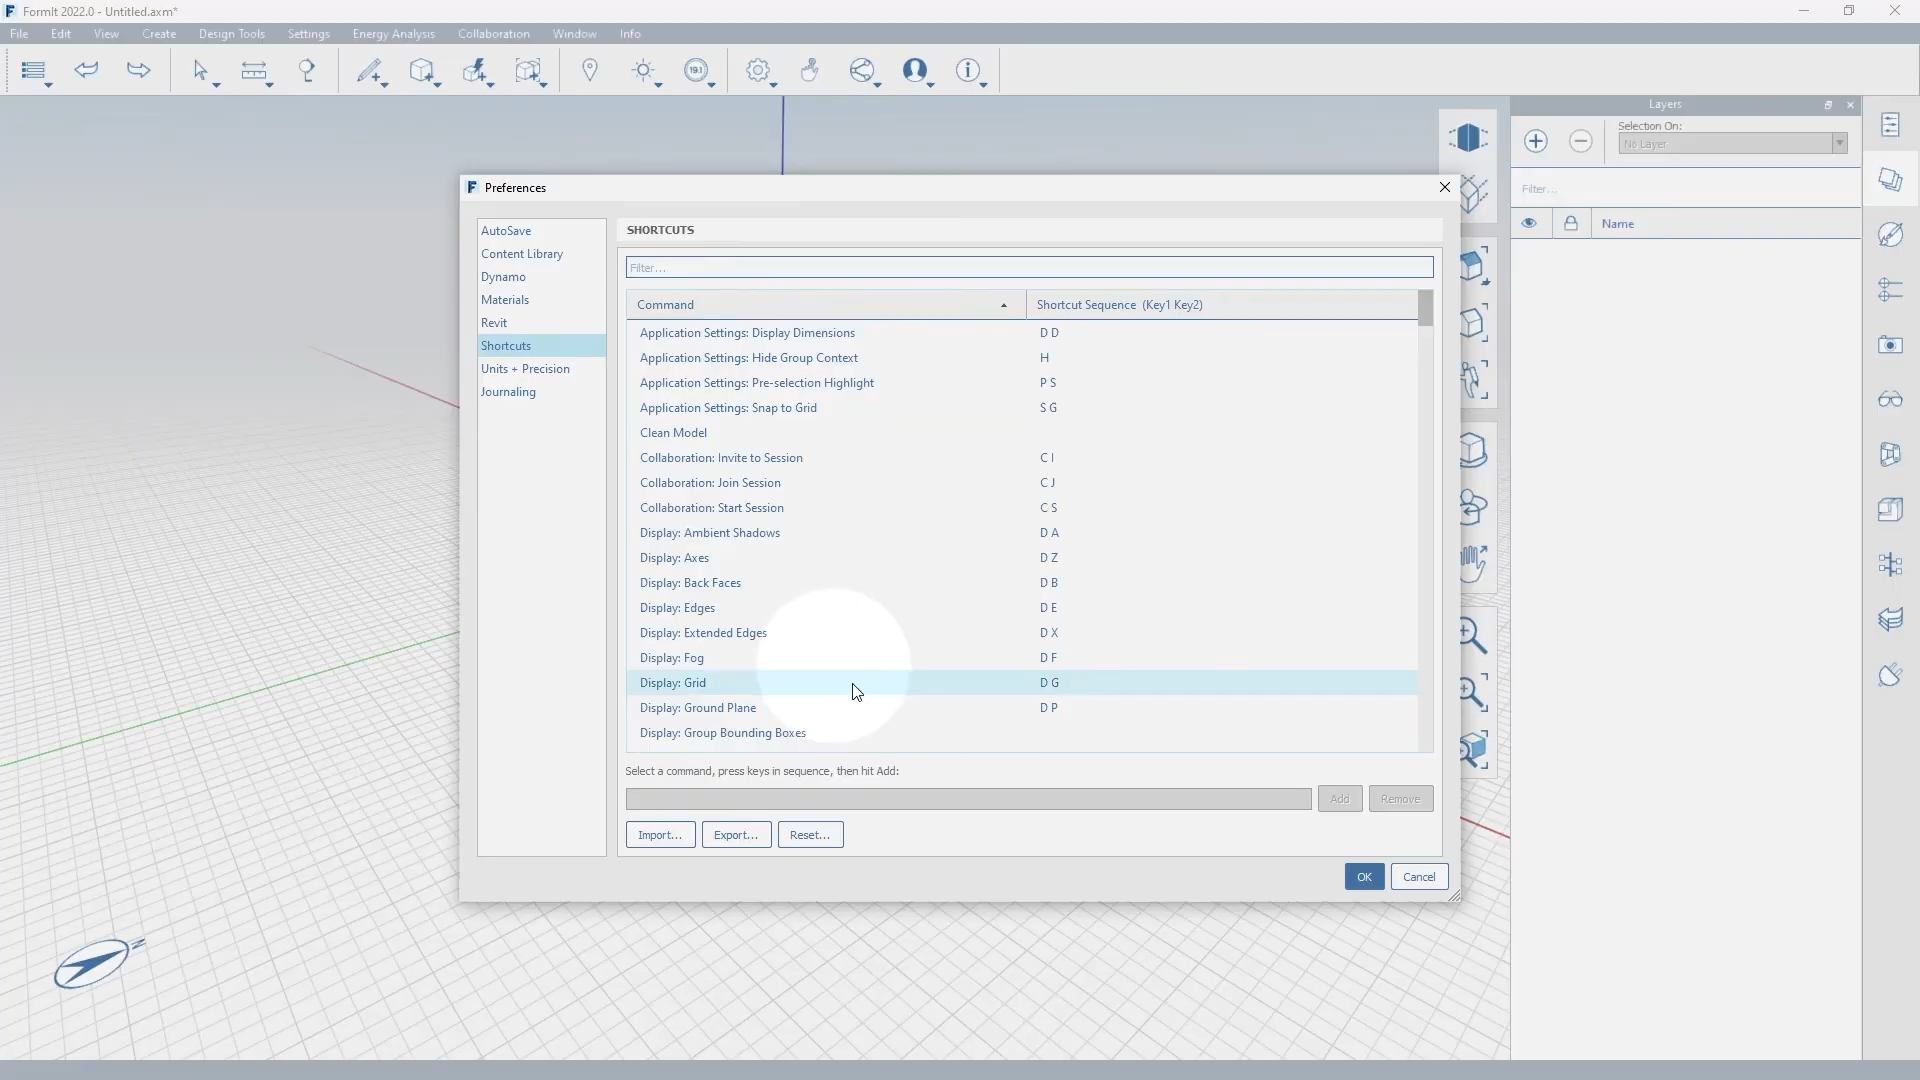 FormIt 2022.0 - Untitled.axm*
File Edit View Create Design Tools Settings Energy Analysis Collaboration Window Info
19.1
Layers
Selection On:
No Layer
Filter...
Name
Preferences
AutoSave
Content Library
Dynamo
Materials
Revit
Shortcuts
Units + Precision
Journaling
SHORTCUTS
Filter...
Command Shortcut Sequence (Key1 Key2)
Application Settings: Display Dimensions D D
Application Settings: Hide Group Context H
Application Settings: Pre-selection Highlight P S
Application Settings: Snap to Grid S G
Clean Model
Collaboration: Invite to Session C I
Collaboration: Join Session C J
Collaboration: Start Session C S
Display: Ambient Shadows D A
Display: Axes D Z
Display: Back Faces D B
Display: Edges D E
Display: Extended Edges D X
Display: Fog D F
Display: Grid D G
Display: Ground Plane D P
Display: Group Bounding Boxes
Select a command, press keys in sequence, then hit Add:
Add Remove
Import... Export... Reset...
OK Cancel
N